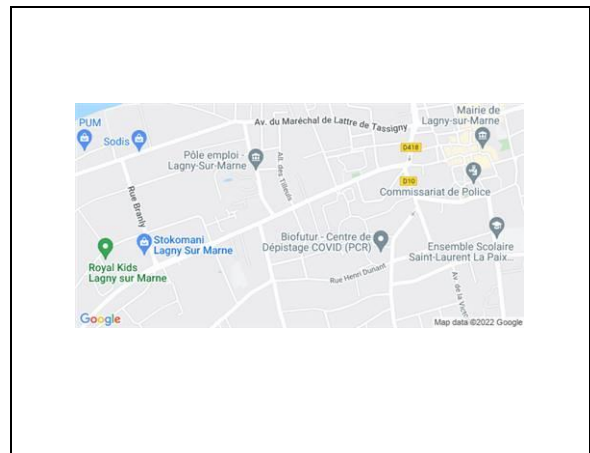 PUM
Sodis
Av. du Maréchal de Lattre de Tassigny
Mairie de
Lagny-sur-Marne
D418
Pôle emploi -
Lagny-Sur-Marne
All. des Tilleuls
D10
Commissariat de Police
Rue Branly
Stokomani
Lagny Sur Marne
Biofutur - Centre de
Dépistage COVID (PCR)
Ensemble Scolaire
Saint-Laurent La Paix...
Royal Kids
Lagny sur Marne
Rue Henri Dunant
Av. de la Vict
Google
Map data ©2022 Google